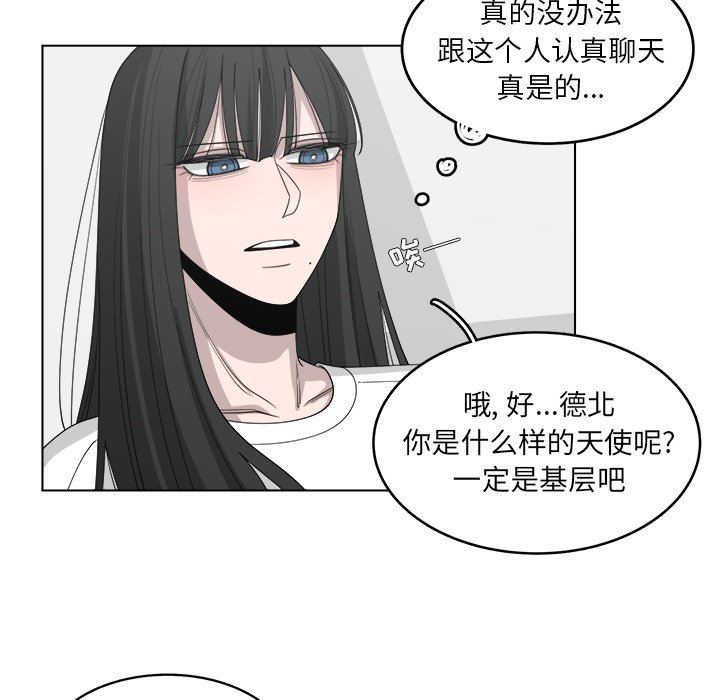 真的没办法
跟这个人认真聊天
真是的...
唉
哦, 好...德北
你是什么样的天使呢?
一定是基层吧